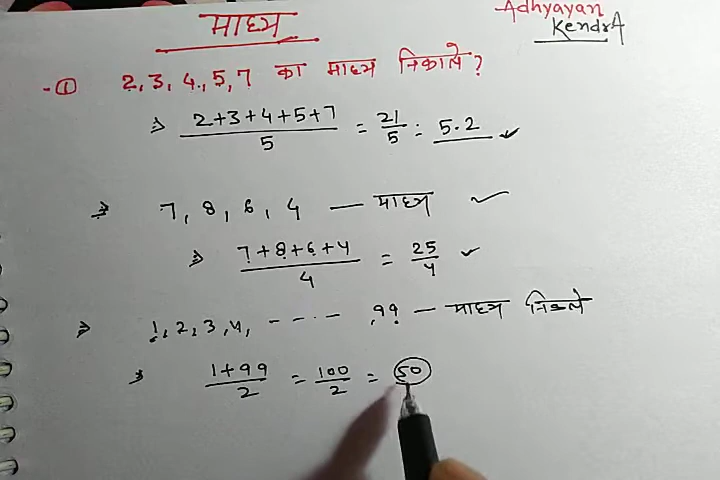 माध्य
Adhyayan
KendrA
① 2, 3, 4, 5, 7 का माध्य निकाले ?
⇒ 2+3+4+5+7 / 5 = 21/5 = 5.2 ✓
⇒ 7, 8, 6, 4 — माध्य ✓
⇒ 7+8+6+4 / 4 = 25/4 ✓
⇒ 1, 2, 3, 4, ----- , 99 — माध्य निकले
⇒ 1+99 / 2 = 100/2 = 50